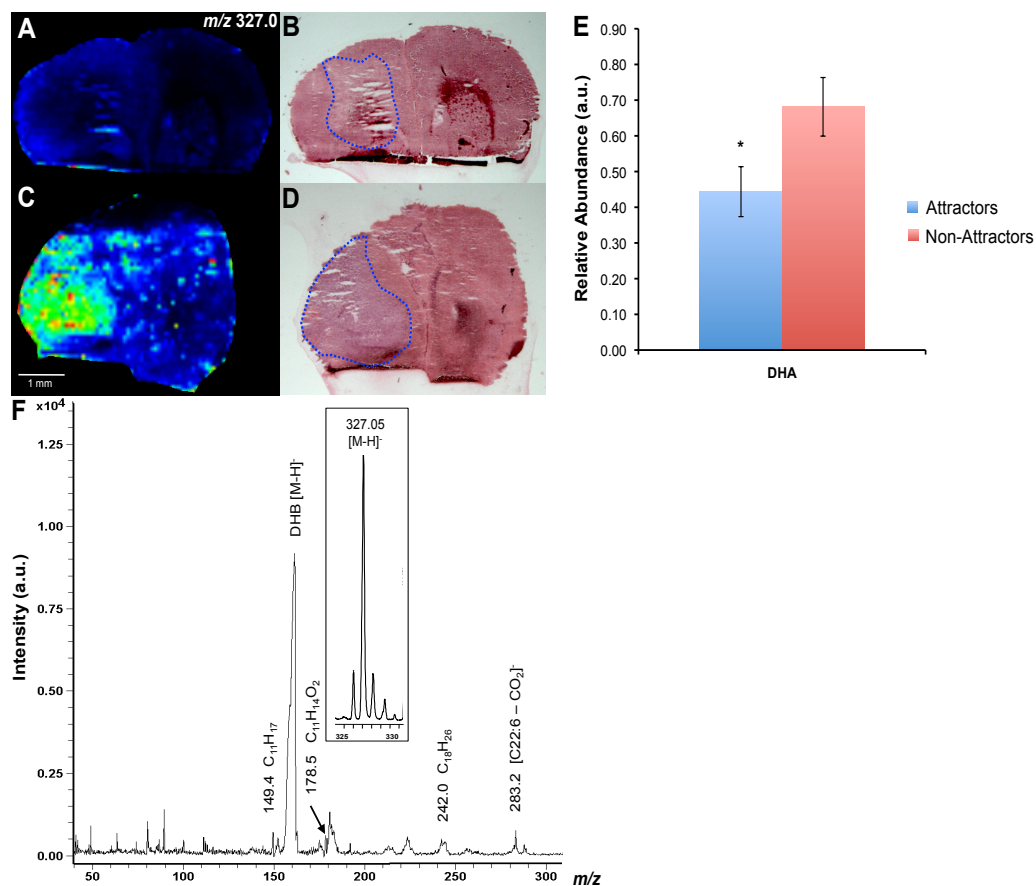 A
m/z 327.0
B
C
1 mm
D
E
Relative Abundance (a.u.)
0.90
0.80
0.70
0.60
0.50
0.40
0.30
0.20
0.10
0.00
*
DHA
Attractors
Non-Attractors
F
x10⁴
Intensity (a.u.)
1.25
1.00
0.75
0.50
0.25
0.00
149.4 C₁₁H₁₇
DHB [M-H]⁻
178.5 C₁₁H₁₄O₂
327.05
[M-H]⁻
325 330
242.0 C₁₈H₂₆
283.2 [C22:6 – CO₂]⁻
50 100 150 200 250 300 m/z